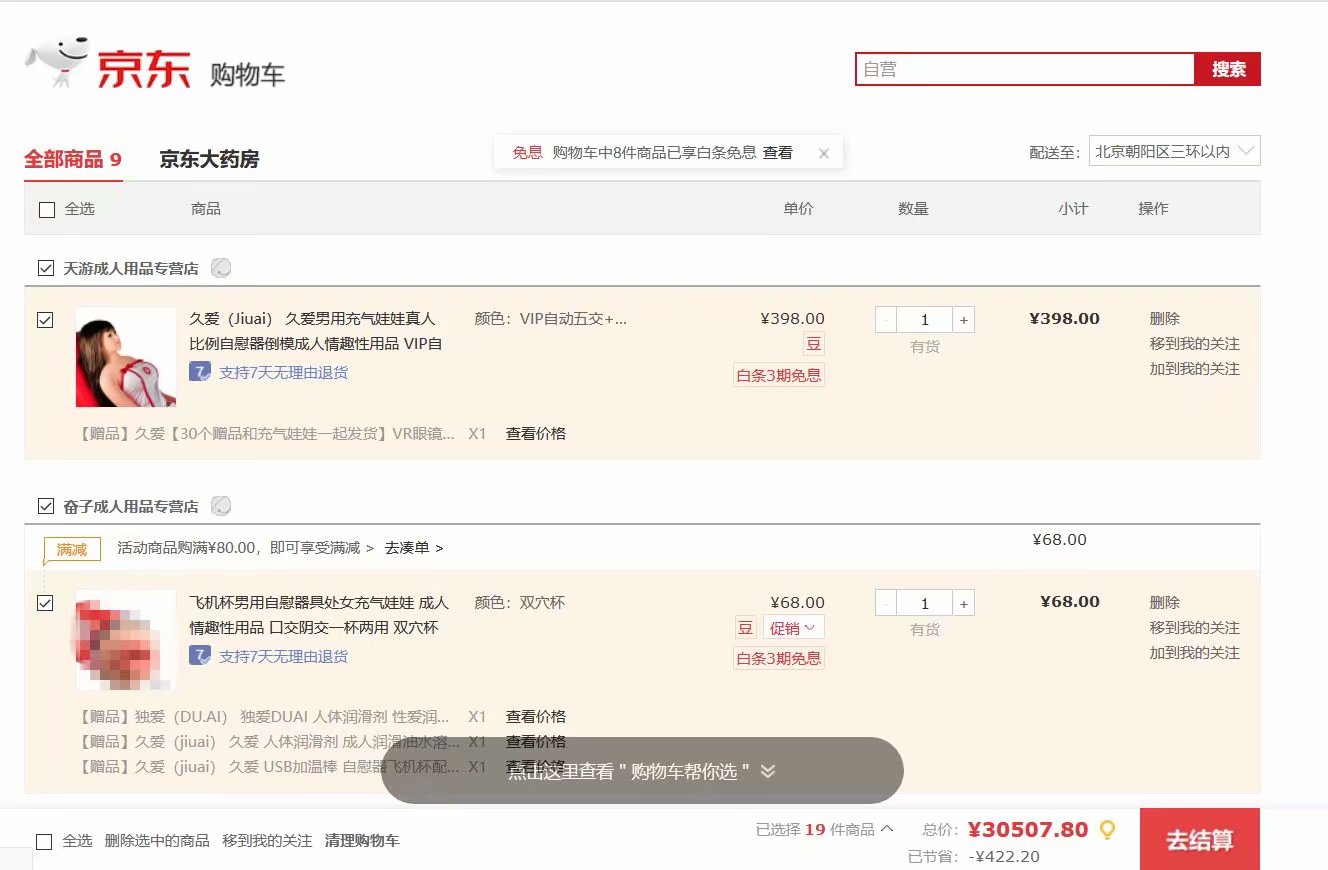 京东 购物车
自营 搜索
全部商品 9 京东大药房
免息 购物车中8件商品已享白条免息 查看 ×
配送至: 北京朝阳区三环以内
全选 商品 单价 数量 小计 操作
天游成人用品专营店
久爱（Jiuai） 久爱男用充气娃娃真人 颜色：VIP自动五交+... ¥398.00 - 1 + ¥398.00 删除
比例自慰器倒模成人情趣性用品 VIP自 豆 有货 移到我的关注
7 支持7天无理由退货 白条3期免息 加到我的关注
【赠品】久爱【30个赠品和充气娃娃一起发货】VR眼镜... X1 查看价格
奋子成人用品专营店
满减 活动商品购满¥80.00，即可享受满减 > 去凑单 > ¥68.00
飞机杯男用自慰器具处女充气娃娃 成人 颜色：双穴杯 ¥68.00 - 1 + ¥68.00 删除
情趣性用品 口交阴交一杯两用 双穴杯 豆 促销 有货 移到我的关注
7 支持7天无理由退货 白条3期免息 加到我的关注
【赠品】独爱（DU.AI） 独爱DUAI 人体润滑剂 性爱润... X1 查看价格
【赠品】久爱（jiuai） 久爱 人体润滑剂 成人润滑油水溶... X1 查看价格
【赠品】久爱（jiuai） 久爱 USB加温棒 自慰器飞机杯配... X1 查看价格
点击这里查看 " 购物车帮你选 "
全选 删除选中的商品 移到我的关注 清理购物车 已选择 19 件商品 总价: ¥30507.80 去结算
已节省: -¥422.20